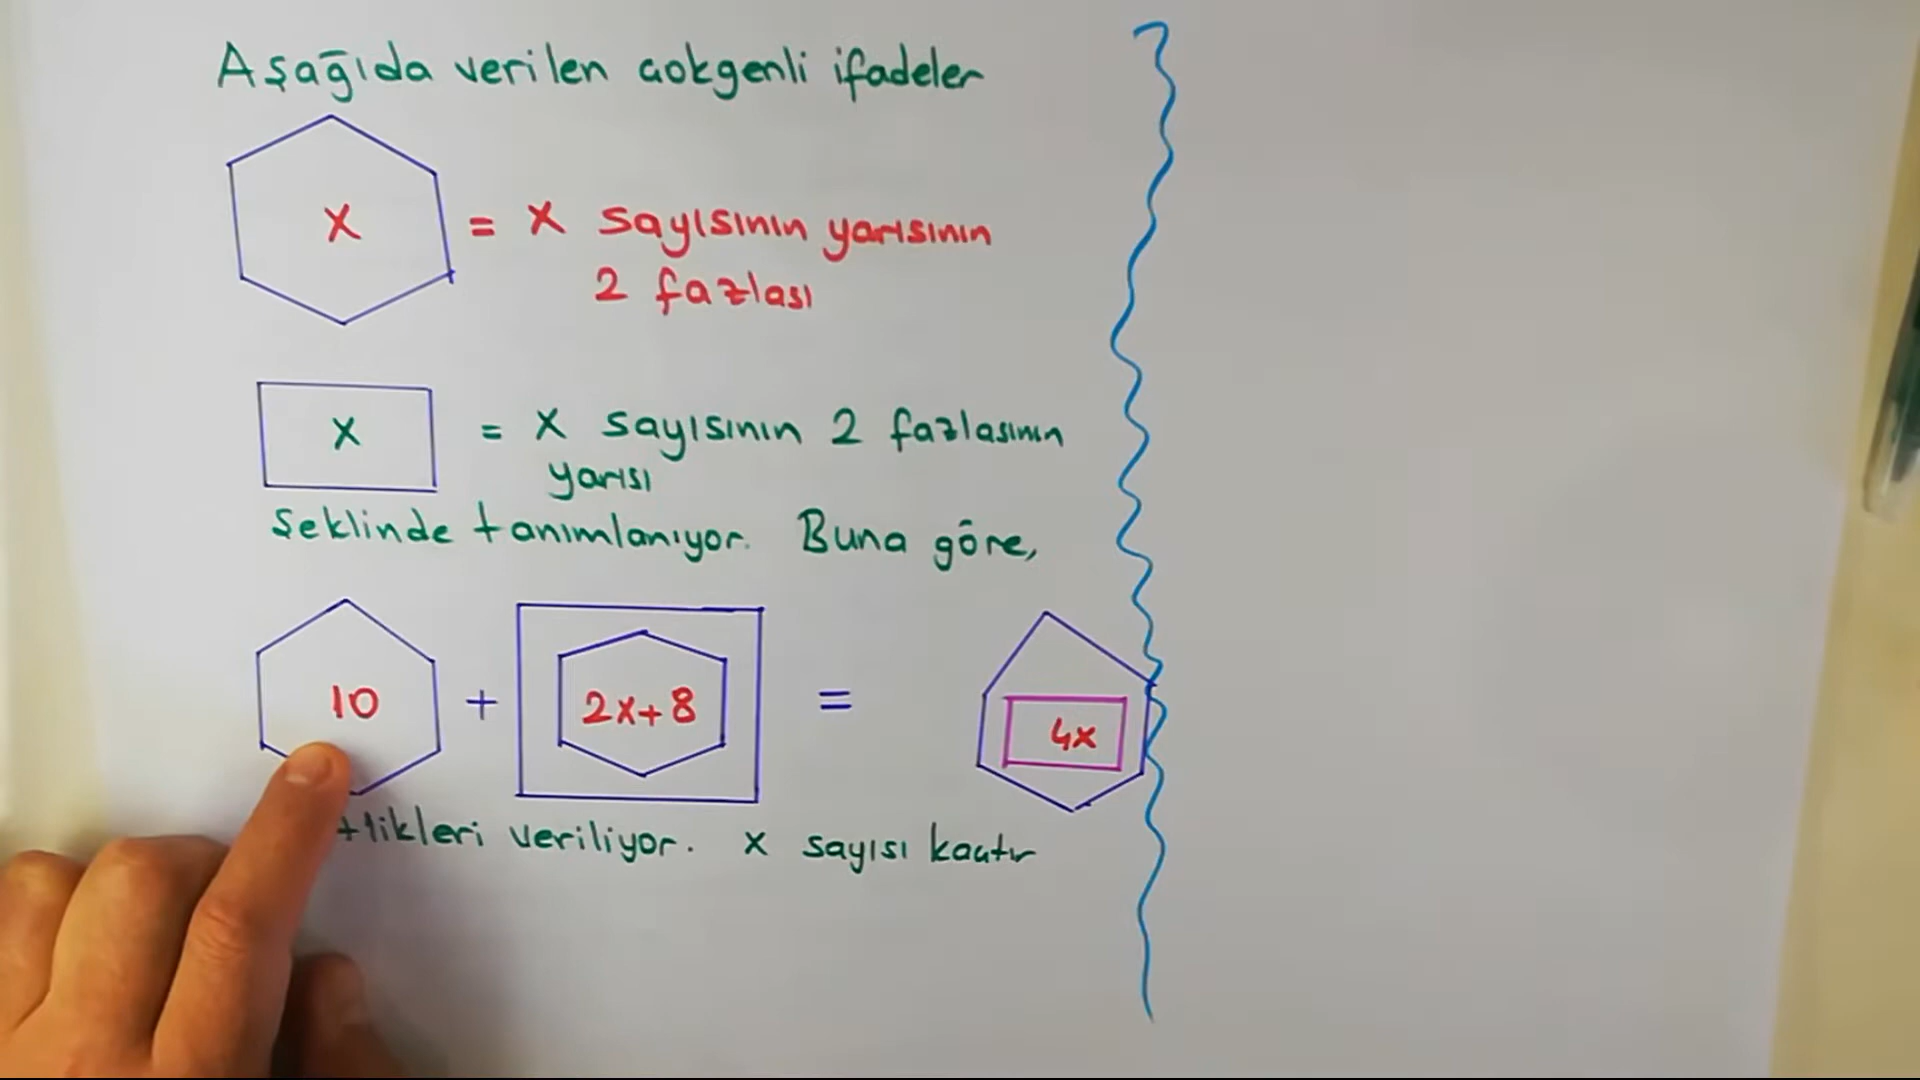 Aşağıda verilen çokgenli ifadeler
x = x sayısının yarısının
2 fazlası
x = x sayısının 2 fazlasının
yarısı
Şeklinde tanımlanıyor. Buna göre,
10 + 2x+8 = 4x
tlikleri veriliyor. x sayısı kaçtır